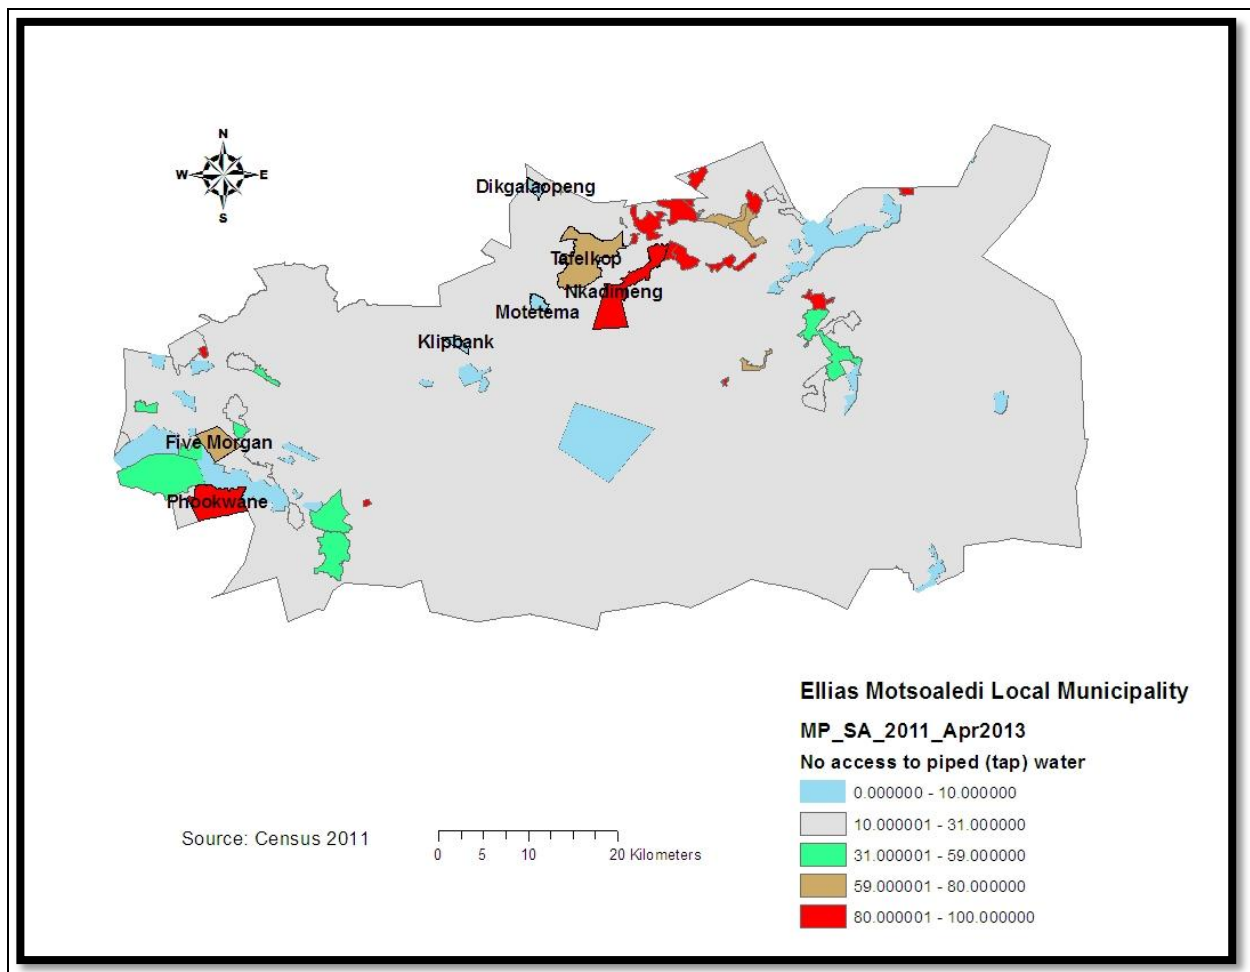 N
W E
S
Dikgalaopeng
Tafelkop
Nkadimeng
Motetema
Klipbank
Five Morgan
Phookwane
Ellias Motsoaledi Local Municipality
MP_SA_2011_Apr2013
No access to piped (tap) water
0.000000 - 10.000000
10.000001 - 31.000000
31.000001 - 59.000000
59.000001 - 80.000000
80.000001 - 100.000000
Source: Census 2011
0 5 10 20 Kilometers